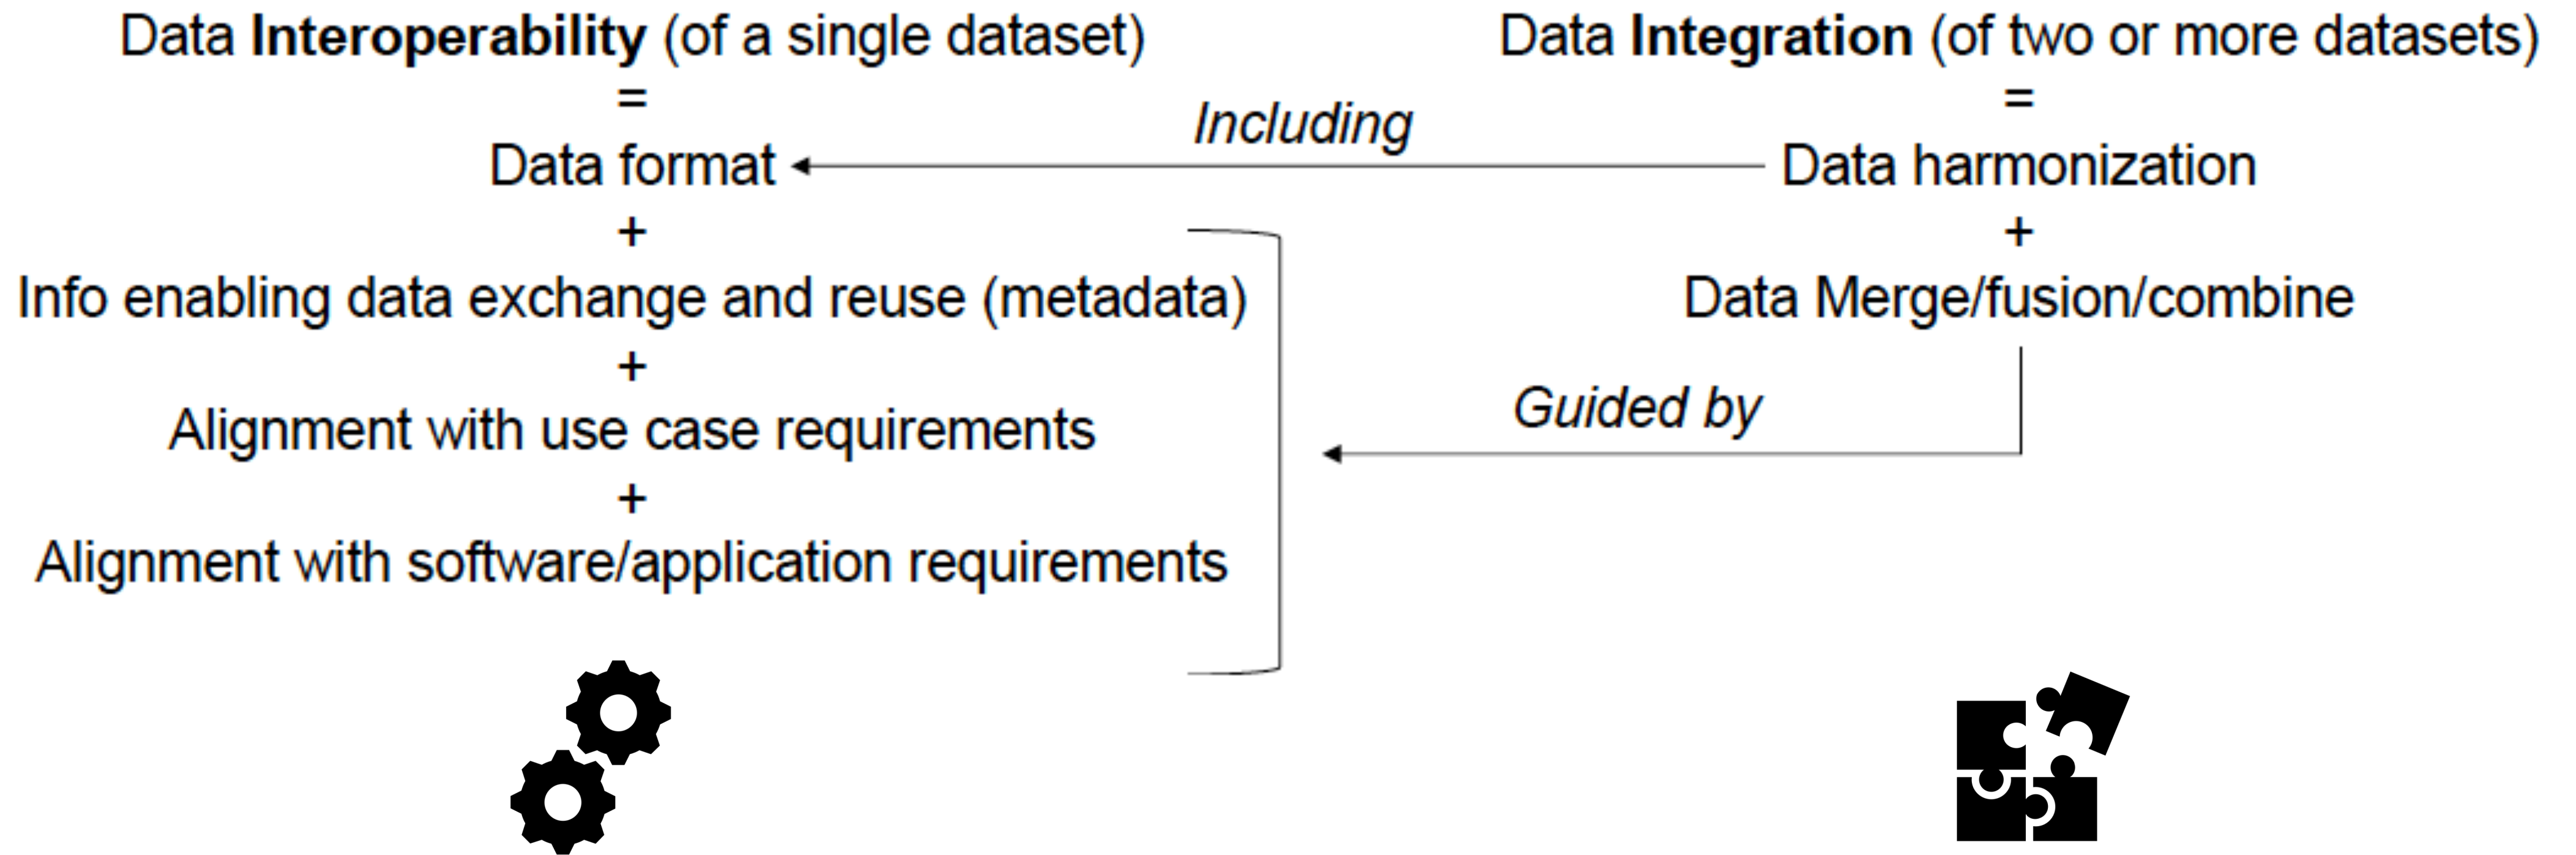 Data Interoperability (of a single dataset)
=
Data format
+
Info enabling data exchange and reuse (metadata)
+
Alignment with use case requirements
+
Alignment with software/application requirements
Including
Guided by
Data Integration (of two or more datasets)
=
Data harmonization
+
Data Merge/fusion/combine